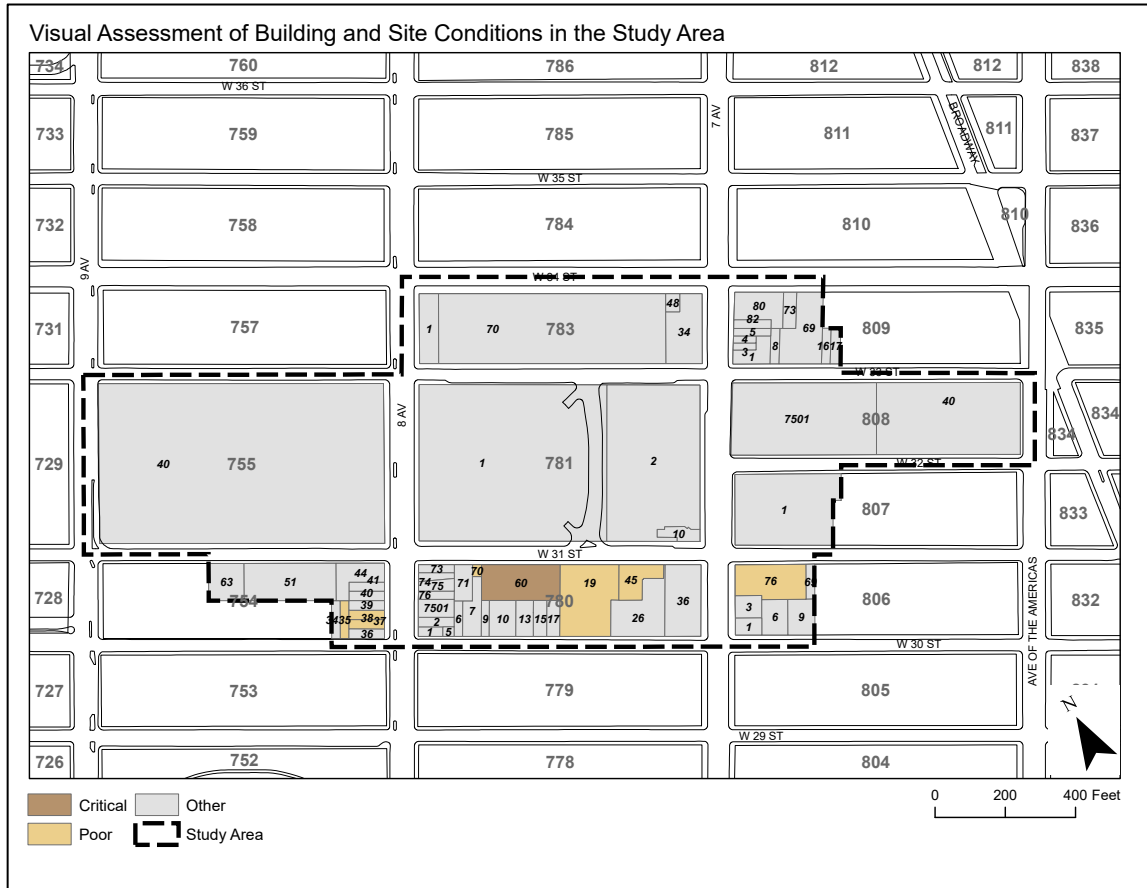 Visual Assessment of Building and Site Conditions in the Study Area
734 760 786 812 812 838
W 36 ST
733 759 785 7 AV 811 BROADWAY 811 837
W 35 ST
732 758 784 810 810 836
9 AV
W 34 ST
731 757 1 70 783 48 34 80 73 82 5 69 4 3 1 8 16 17 809 835
W 33 ST
8 AV
729 40 755 1 781 2 10 7501 808 40 834 834
W 32 ST
1 807 833
W 31 ST
728 63 51 754 44 41 40 39 38 37 36 34 35
73 74 75 76 7501 2 1 5 71 70 6 7 9 60 780 10 13 15 17 19 45 26 36
76 3 1 6 9 806 832
W 30 ST
AVE OF THE AMERICAS
727 753 779 805
W 29 ST
726 752 778 804
N
Critical Other
Poor Study Area
0 200 400 Feet